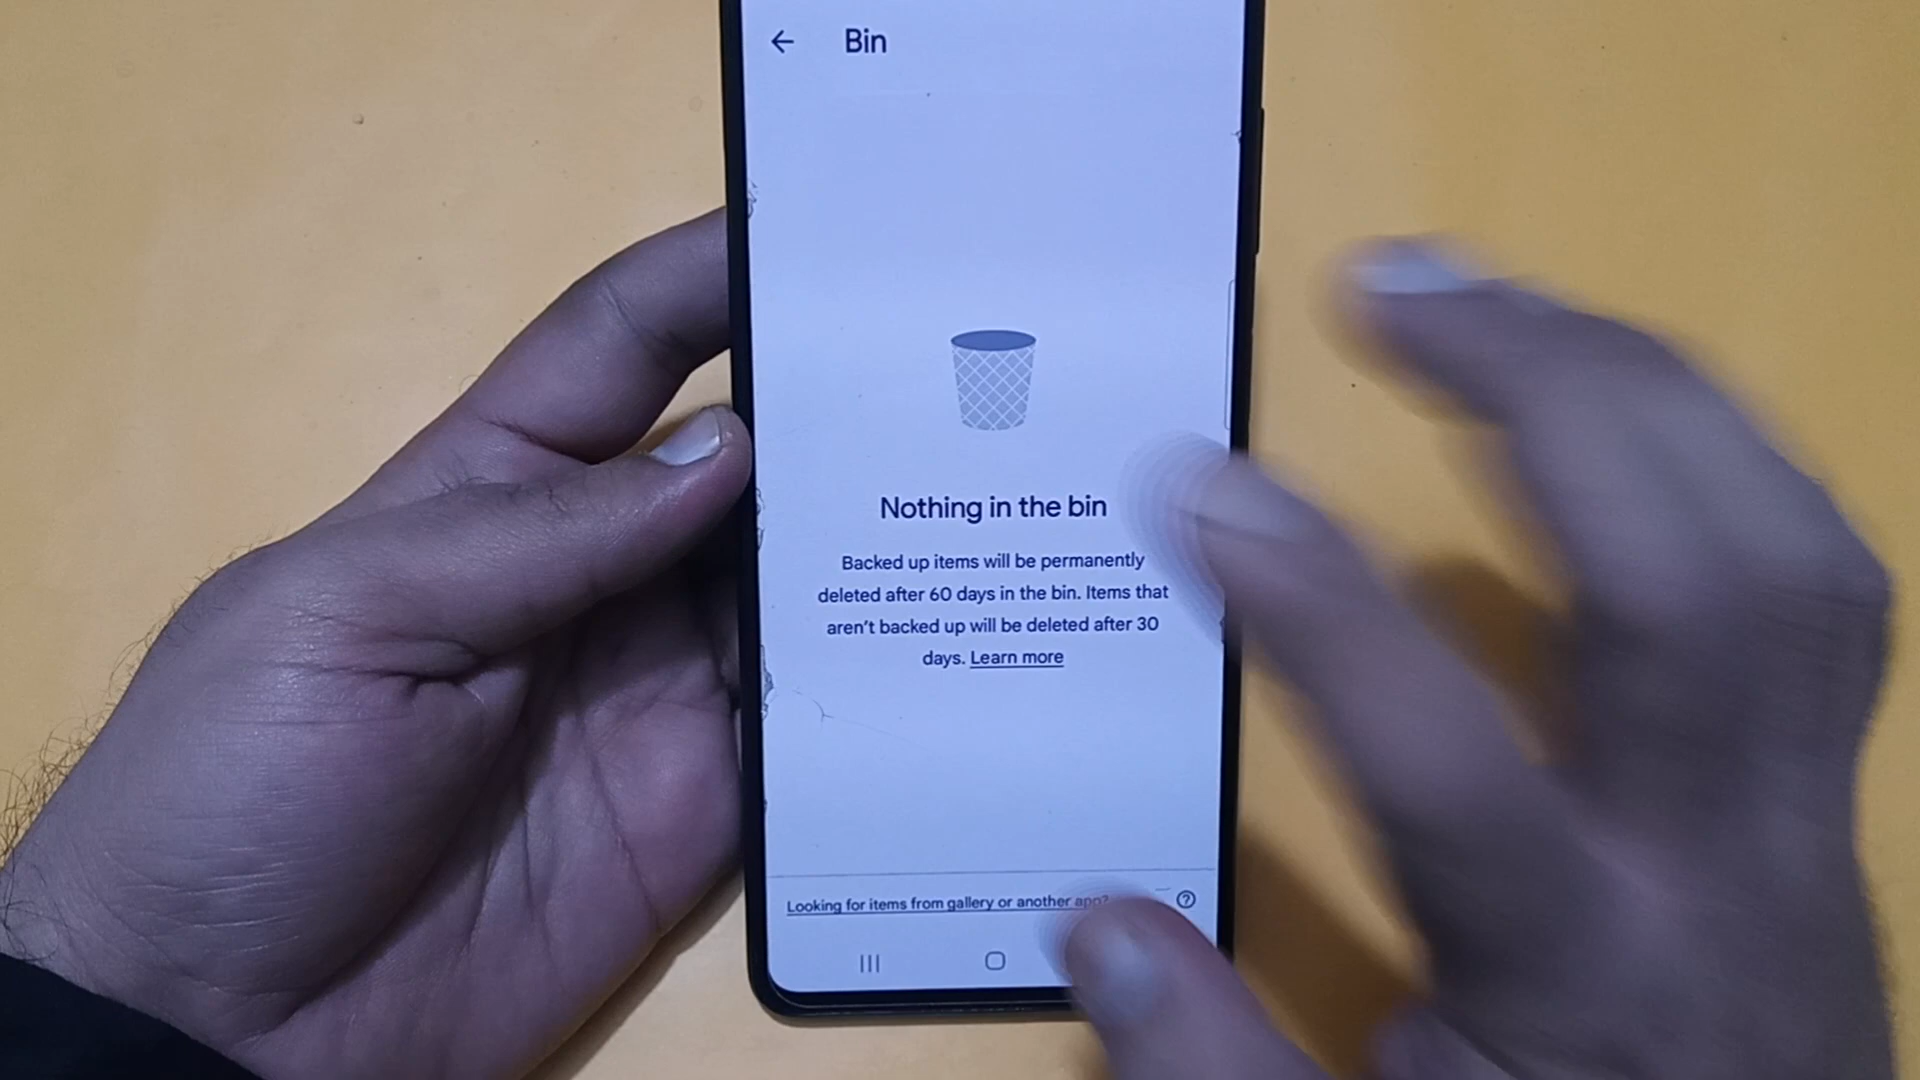 Bin
Nothing in the bin
Backed up items will be permanently
deleted after 60 days in the bin. Items that
aren't backed up will be deleted after 30
days. Learn more
Looking for items from gallery or another app?